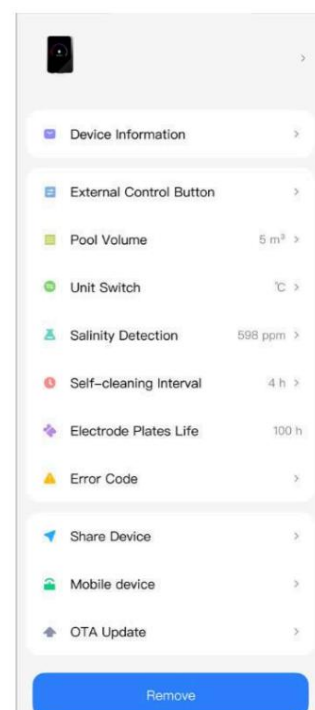 Device Information
External Control Button
Pool Volume 5 m³
Unit Switch ℃
Salinity Detection 598 ppm
Self-cleaning Interval 4 h
Electrode Plates Life 100 h
Error Code
Share Device
Mobile device
OTA Update
Remove